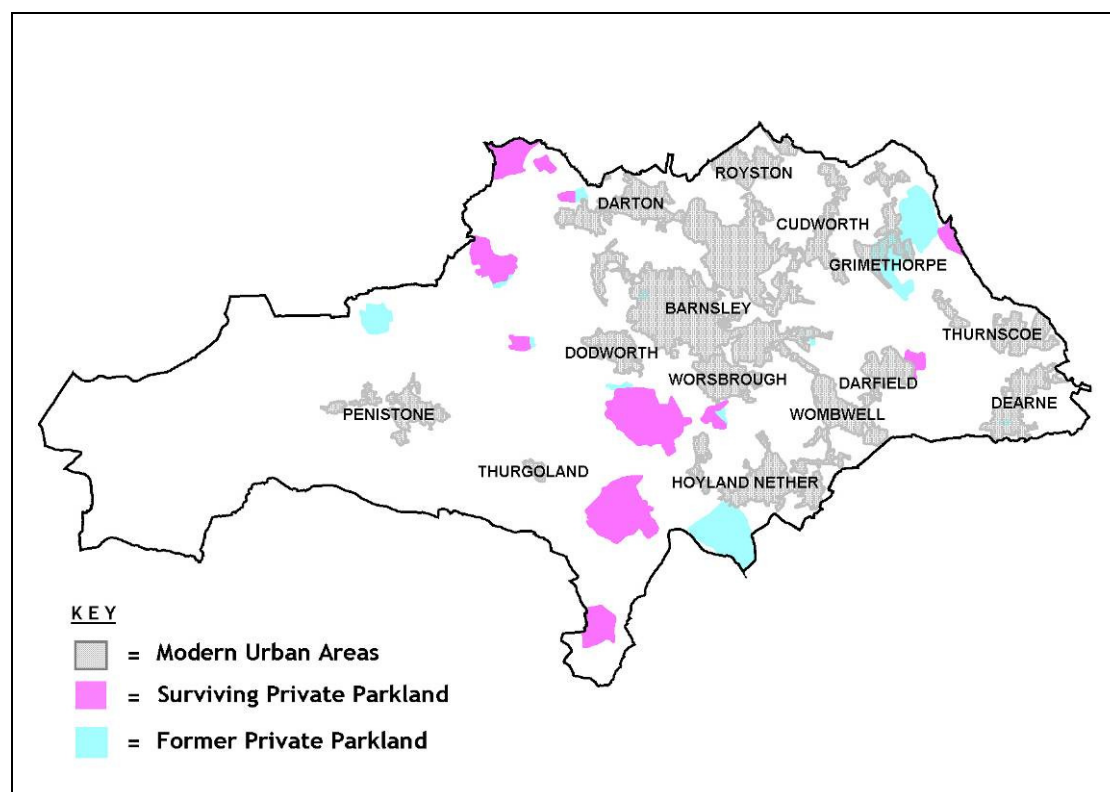 ROYSTON
DARTON
CUDWORTH
GRIMETHORPE
BARNSLEY
THURNSCOE
DODWORTH
WORSBROUGH
DARFIELD
DEARNE
PENISTONE
WOMBWELL
THURGOLAND
HOYLAND NETHER
KEY
= Modern Urban Areas
= Surviving Private Parkland
= Former Private Parkland